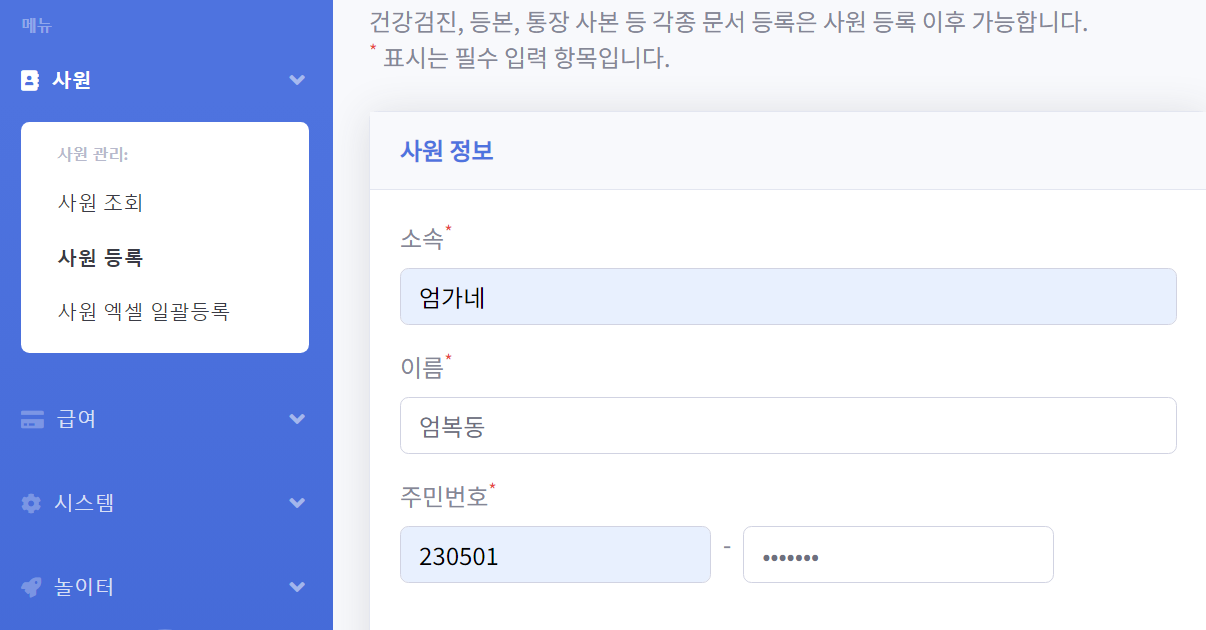 메뉴
사원
사원 관리:
사원 조회
사원 등록
사원 엑셀 일괄등록
급여
시스템
놀이터
건강검진, 등본, 통장 사본 등 각종 문서 등록은 사원 등록 이후 가능합니다.
* 표시는 필수 입력 항목입니다.
사원 정보
소속*
엄가네
이름*
엄복동
주민번호*
230501 - •••••••